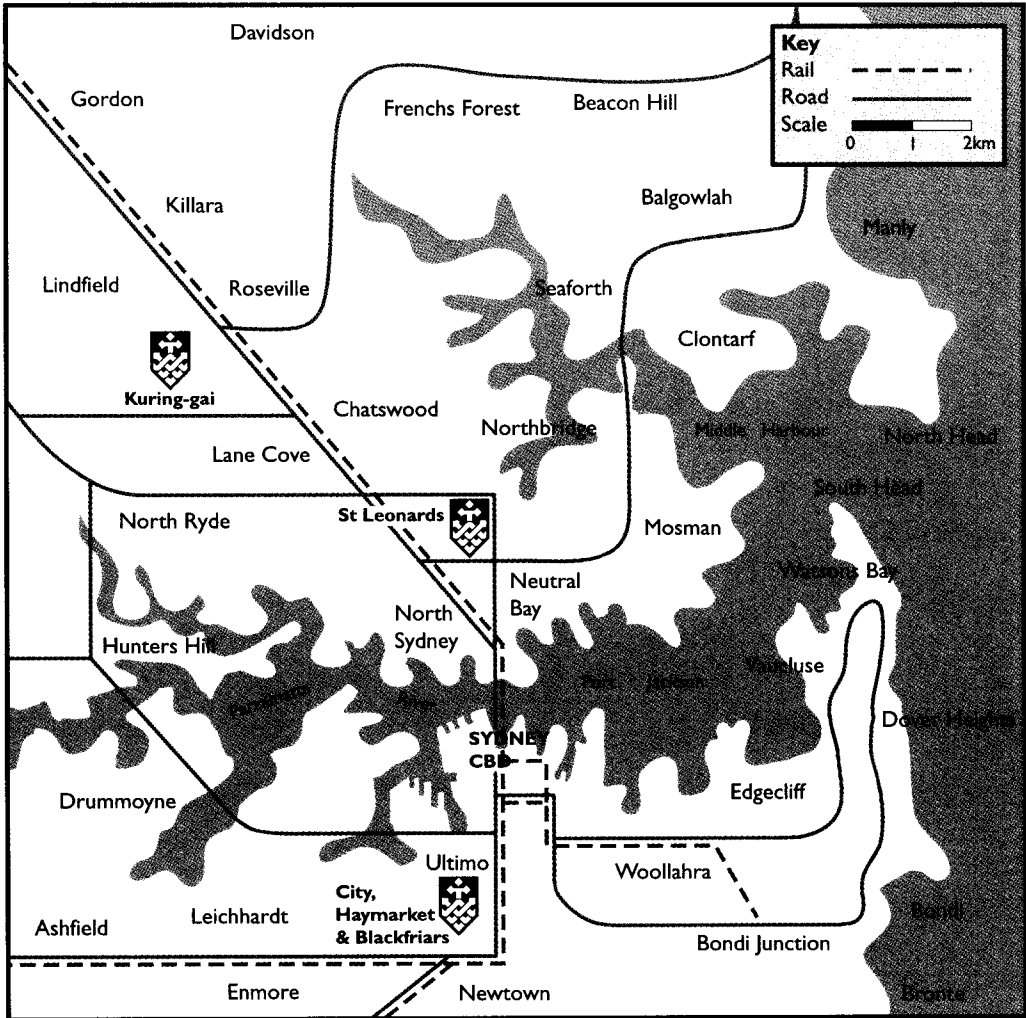 Davidson
Key
Rail
Road
Scale
0 1 2km
Gordon
Frenchs Forest
Beacon Hill
Killara
Balgowlah
Manly
Lindfield
Roseville
Seaforth
Clontarf
Kuring-gai
Chatswood
Northbridge
Middle Harbour
North Head
Lane Cove
South Head
North Ryde
St Leonards
Mosman
Neutral
Bay
Watsons Bay
North
Sydney
Hunters Hill
Vaucluse
Parramatta River
Port Jackson
Dover Heights
SYDNEY
CBD
Drummoyne
Edgecliff
Ultimo
Woollahra
City,
Haymarket
& Blackfriars
Leichhardt
Ashfield
Bondi
Bondi Junction
Enmore
Newtown
Bronte